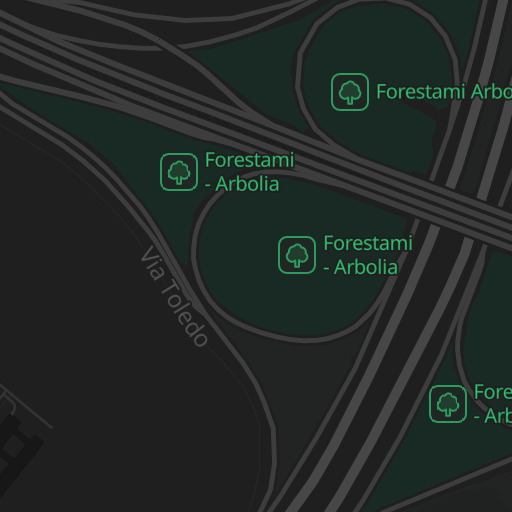 Forestami Arbo
Forestami
- Arbolia
Forestami
- Arbolia
Via Toledo
Fore
- Arb